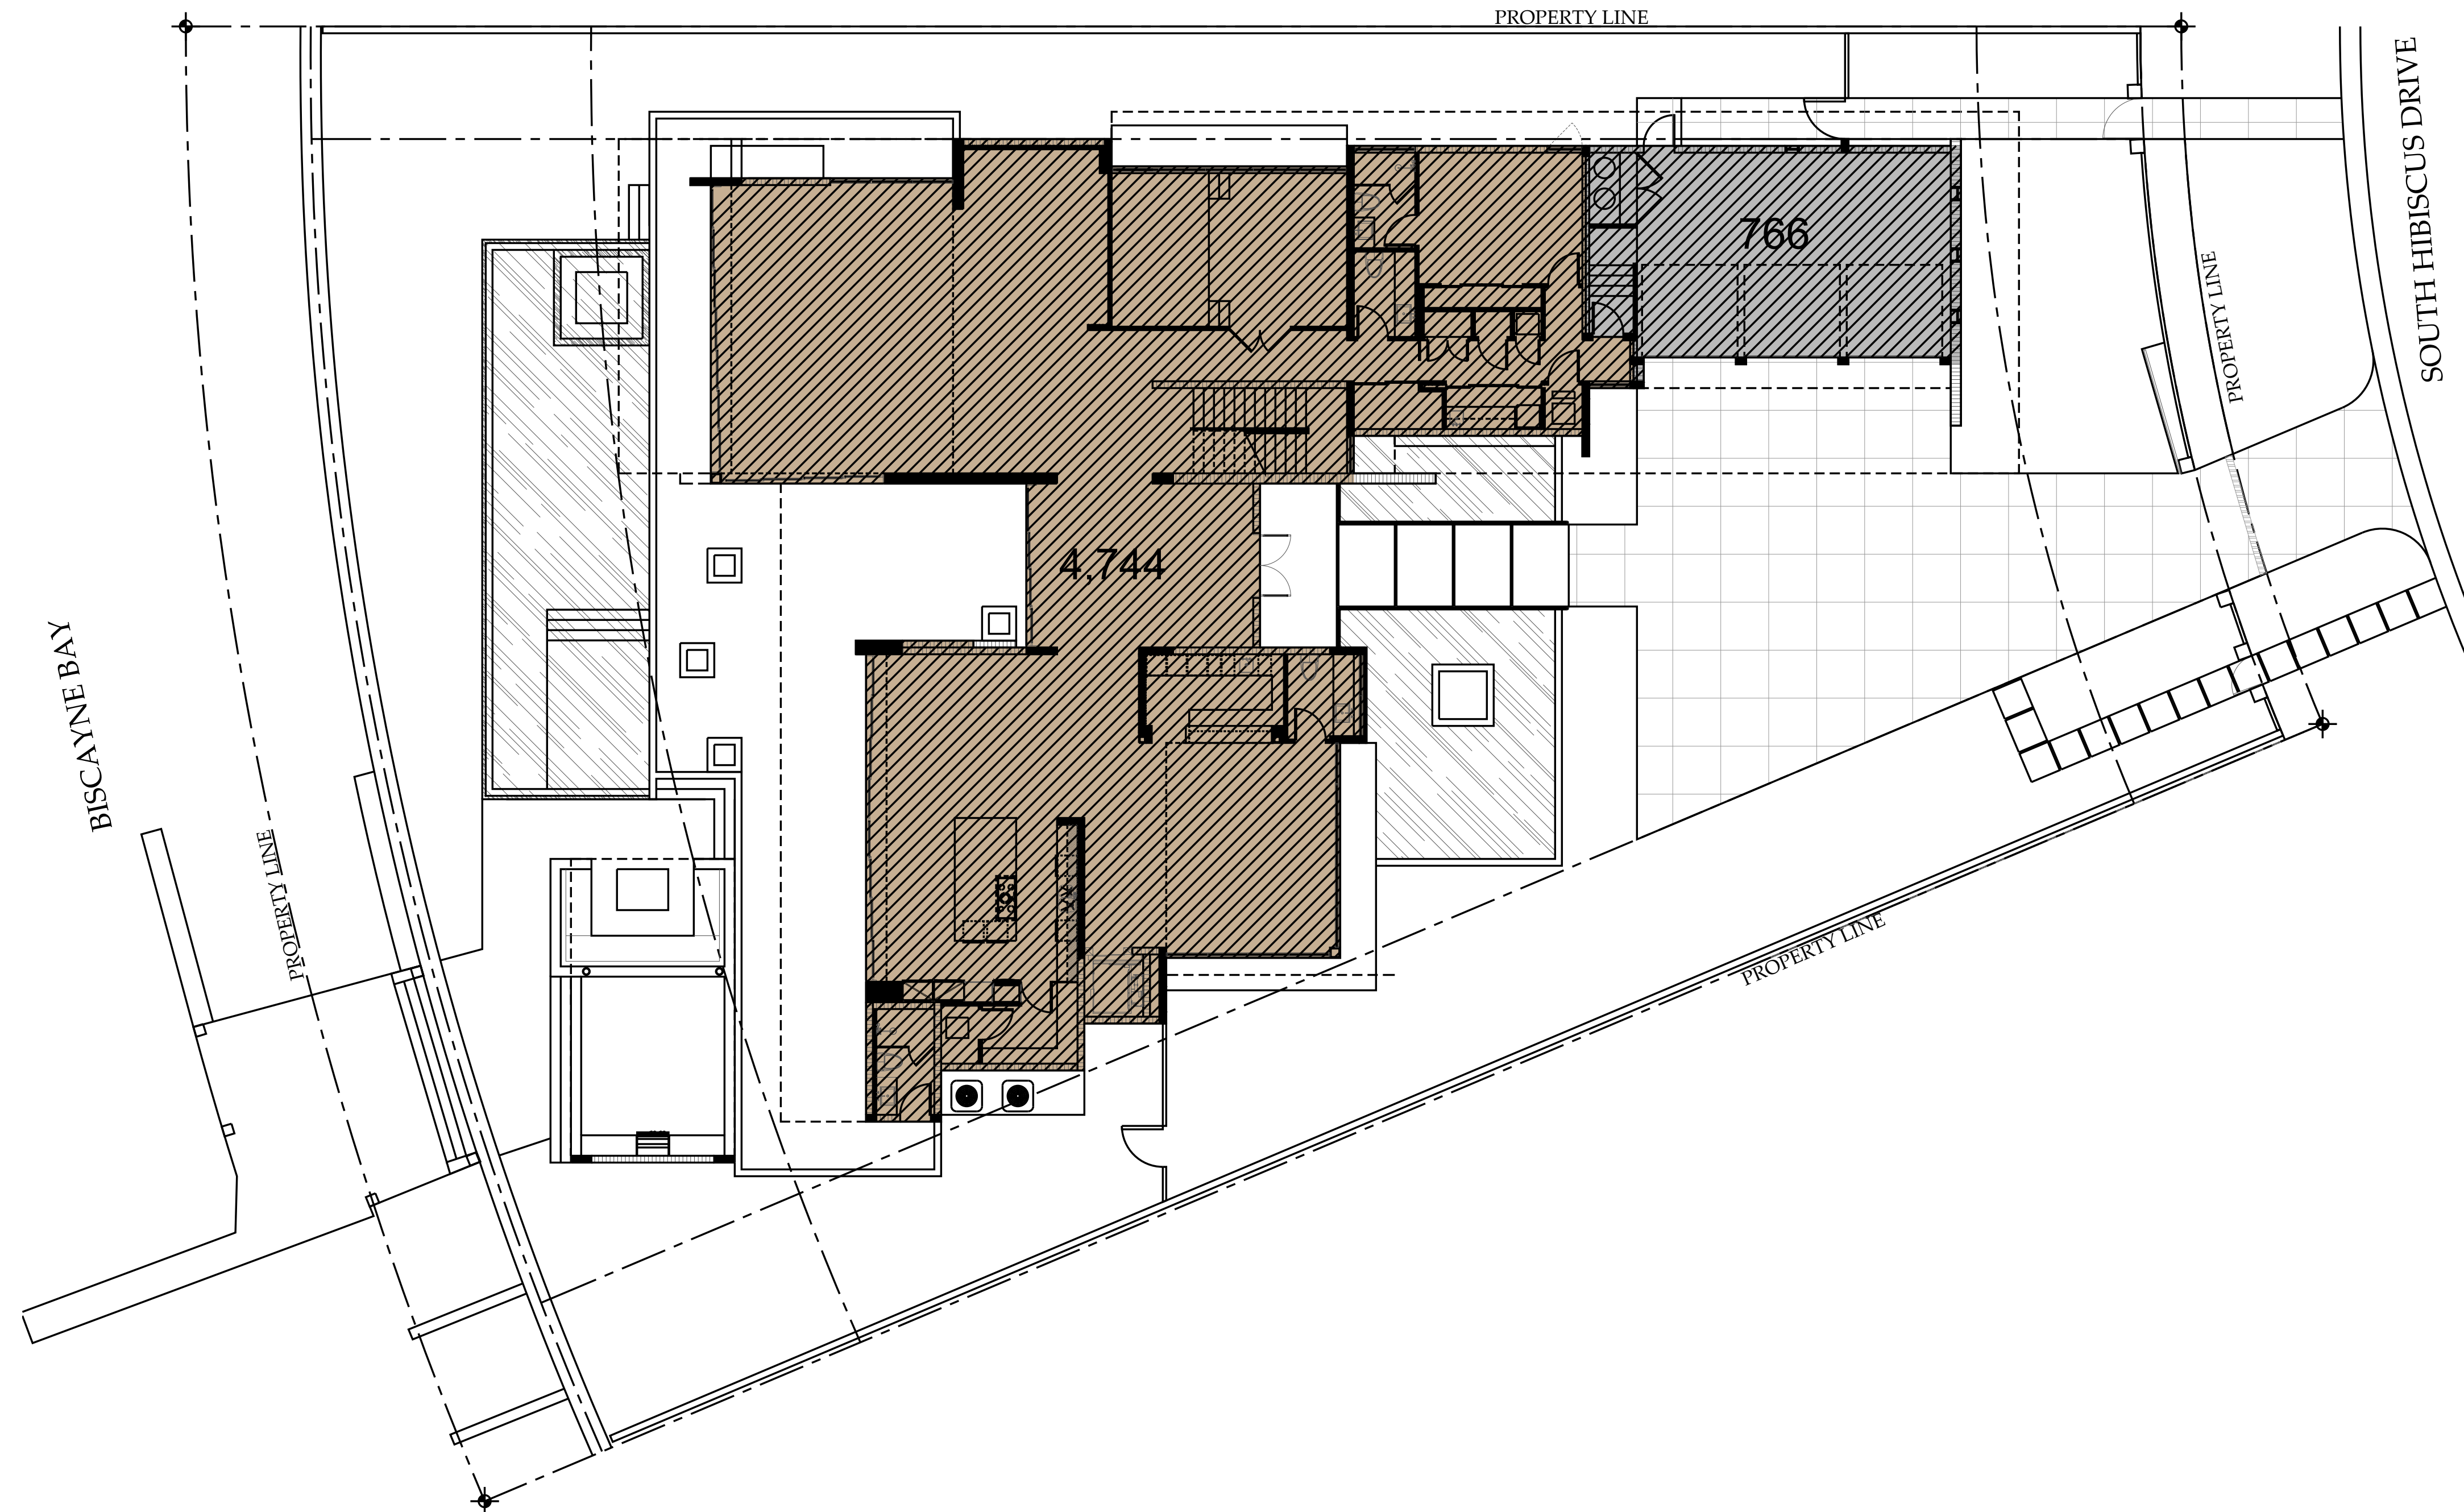 PROPERTY LINE
SOUTH HIBISCUS DRIVE
766
PROPERTY LINE
4,744
BISCAYNE BAY
PROPERTY LINE
PROPERTY LINE